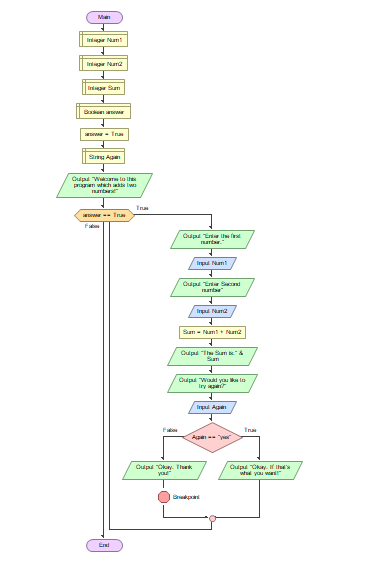 Main
Integer Num1
Integer Num2
Integer Sum
Boolean answer
answer = True
String Again
Output "Welcome to this
program which adds two
numbers!"
answer == True
True
False
Output "Enter the first
number."
Input Num1
Output "Enter Second
number"
Input Num2
Sum = Num1 + Num2
Output "The Sum is:" &
Sum
Output "Would you like to
try again?"
Input Again
Again == "yes"
False
True
Output "Okay. Thank
you!"
Output "Okay. If that's
what you want!"
Breakpoint
End